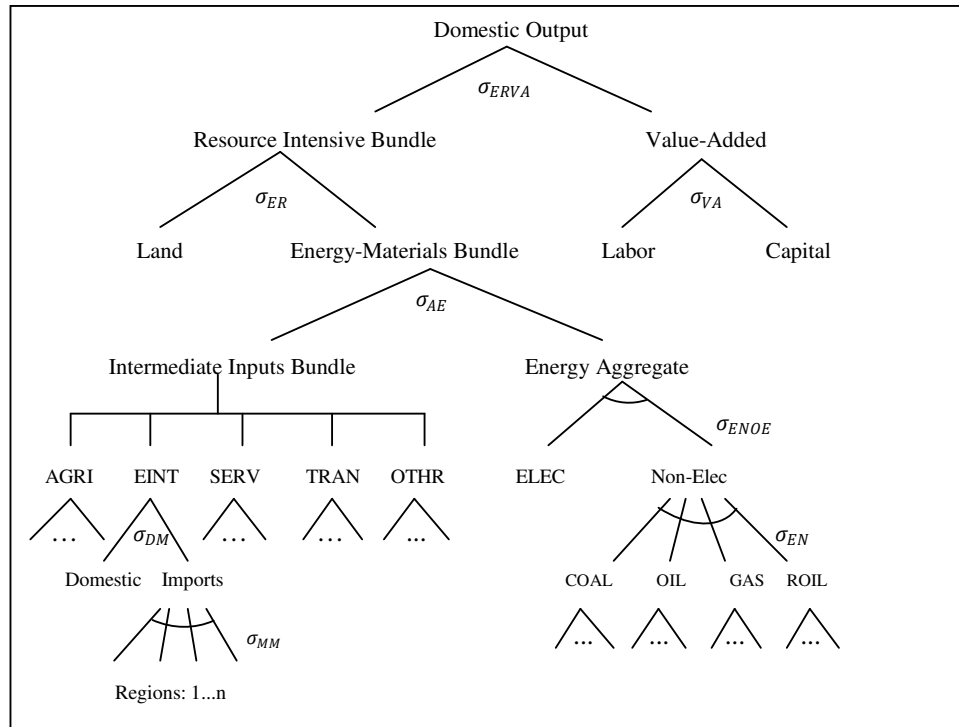 Domestic Output
σ_ERVA
Resource Intensive Bundle Value-Added
σ_ER σ_VA
Land Energy-Materials Bundle Labor Capital
σ_AE
Intermediate Inputs Bundle Energy Aggregate
σ_ENOE
AGRI EINT SERV TRAN OTHR ELEC Non-Elec
... σ_DM ... ... ... σ_EN
Domestic Imports COAL OIL GAS ROIL
σ_MM ... ... ... ...
Regions: 1...n